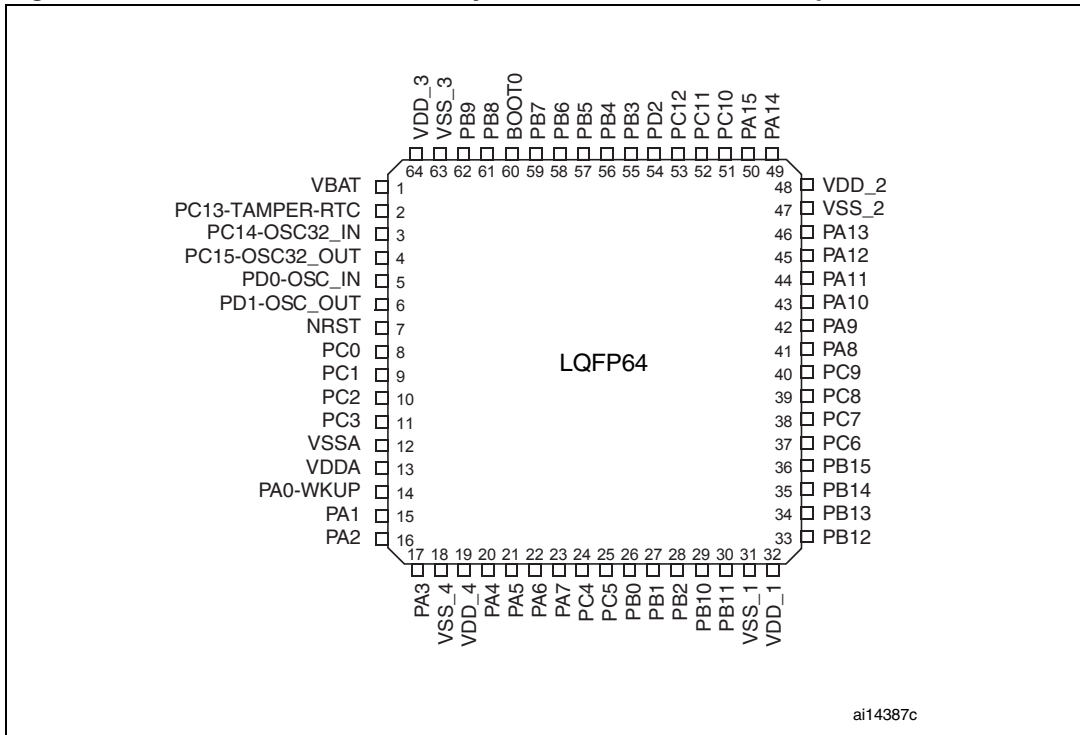 VDD_3
VSS_3
PB9
PB8
BOOT0
PB7
PB6
PB5
PB4
PB3
PD2
PC12
PC11
PC10
PA15
PA14
64 63 62 61 60 59 58 57 56 55 54 53 52 51 50 49
VBAT 1
PC13-TAMPER-RTC 2
PC14-OSC32_IN 3
PC15-OSC32_OUT 4
PD0-OSC_IN 5
PD1-OSC_OUT 6
NRST 7
PC0 8
PC1 9
PC2 10
PC3 11
VSSA 12
VDDA 13
PA0-WKUP 14
PA1 15
PA2 16
LQFP64
48 VDD_2
47 VSS_2
46 PA13
45 PA12
44 PA11
43 PA10
42 PA9
41 PA8
40 PC9
39 PC8
38 PC7
37 PC6
36 PB15
35 PB14
34 PB13
33 PB12
17 18 19 20 21 22 23 24 25 26 27 28 29 30 31 32
PA3
VSS_4
VDD_4
PA4
PA5
PA6
PA7
PC4
PC5
PB0
PB1
PB2
PB10
PB11
VSS_1
VDD_1
ai14387c